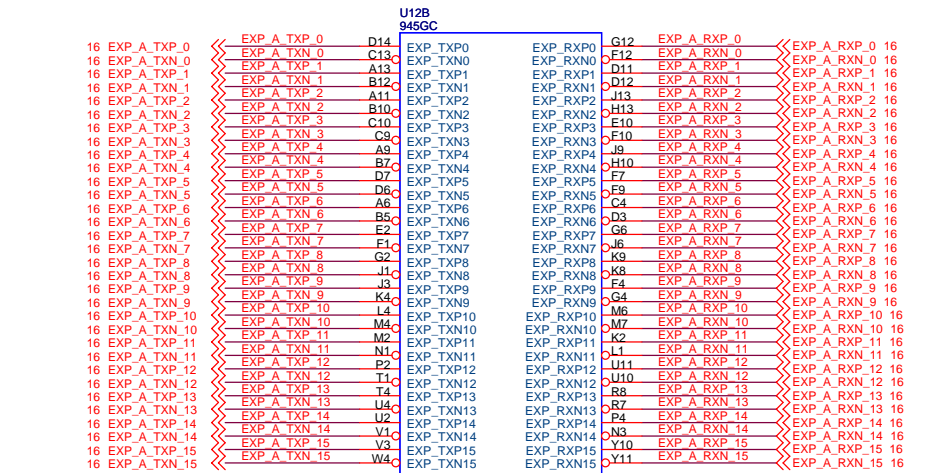 U12B
945GC
16 EXP_A_TXP_0 EXP_A_TXP_0 D14 EXP_TXP0 EXP_RXP0 G12 EXP_A_RXP_0 EXP_A_RXP_0 16
16 EXP_A_TXN_0 EXP_A_TXN_0 C13 EXP_TXN0 EXP_RXN0 F12 EXP_A_RXN_0 EXP_A_RXN_0 16
16 EXP_A_TXP_1 EXP_A_TXP_1 A13 EXP_TXP1 EXP_RXP1 D11 EXP_A_RXP_1 EXP_A_RXP_1 16
16 EXP_A_TXN_1 EXP_A_TXN_1 B12 EXP_TXN1 EXP_RXN1 D12 EXP_A_RXN_1 EXP_A_RXN_1 16
16 EXP_A_TXP_2 EXP_A_TXP_2 A11 EXP_TXP2 EXP_RXP2 J13 EXP_A_RXP_2 EXP_A_RXP_2 16
16 EXP_A_TXN_2 EXP_A_TXN_2 B10 EXP_TXN2 EXP_RXN2 H13 EXP_A_RXN_2 EXP_A_RXN_2 16
16 EXP_A_TXP_3 EXP_A_TXP_3 C10 EXP_TXP3 EXP_RXP3 E10 EXP_A_RXP_3 EXP_A_RXP_3 16
16 EXP_A_TXN_3 EXP_A_TXN_3 C9 EXP_TXN3 EXP_RXN3 F10 EXP_A_RXN_3 EXP_A_RXN_3 16
16 EXP_A_TXP_4 EXP_A_TXP_4 A9 EXP_TXP4 EXP_RXP4 J9 EXP_A_RXP_4 EXP_A_RXP_4 16
16 EXP_A_TXN_4 EXP_A_TXN_4 B7 EXP_TXN4 EXP_RXN4 H10 EXP_A_RXN_4 EXP_A_RXN_4 16
16 EXP_A_TXP_5 EXP_A_TXP_5 D7 EXP_TXP5 EXP_RXP5 F7 EXP_A_RXP_5 EXP_A_RXP_5 16
16 EXP_A_TXN_5 EXP_A_TXN_5 D6 EXP_TXN5 EXP_RXN5 F9 EXP_A_RXN_5 EXP_A_RXN_5 16
16 EXP_A_TXP_6 EXP_A_TXP_6 A6 EXP_TXP6 EXP_RXP6 C4 EXP_A_RXP_6 EXP_A_RXP_6 16
16 EXP_A_TXN_6 EXP_A_TXN_6 B5 EXP_TXN6 EXP_RXN6 D3 EXP_A_RXN_6 EXP_A_RXN_6 16
16 EXP_A_TXP_7 EXP_A_TXP_7 E2 EXP_TXP7 EXP_RXP7 G6 EXP_A_RXP_7 EXP_A_RXP_7 16
16 EXP_A_TXN_7 EXP_A_TXN_7 F1 EXP_TXN7 EXP_RXN7 J6 EXP_A_RXN_7 EXP_A_RXN_7 16
16 EXP_A_TXP_8 EXP_A_TXP_8 G2 EXP_TXP8 EXP_RXP8 K9 EXP_A_RXP_8 EXP_A_RXP_8 16
16 EXP_A_TXN_8 EXP_A_TXN_8 J1 EXP_TXN8 EXP_RXN8 K8 EXP_A_RXN_8 EXP_A_RXN_8 16
16 EXP_A_TXP_9 EXP_A_TXP_9 J3 EXP_TXP9 EXP_RXP9 F4 EXP_A_RXP_9 EXP_A_RXP_9 16
16 EXP_A_TXN_9 EXP_A_TXN_9 K4 EXP_TXN9 EXP_RXN9 G4 EXP_A_RXN_9 EXP_A_RXN_9 16
16 EXP_A_TXP_10 EXP_A_TXP_10 L4 EXP_TXP10 EXP_RXP10 M6 EXP_A_RXP_10 EXP_A_RXP_10 16
16 EXP_A_TXN_10 EXP_A_TXN_10 M4 EXP_TXN10 EXP_RXN10 M7 EXP_A_RXN_10 EXP_A_RXN_10 16
16 EXP_A_TXP_11 EXP_A_TXP_11 M2 EXP_TXP11 EXP_RXP11 K2 EXP_A_RXP_11 EXP_A_RXP_11 16
16 EXP_A_TXN_11 EXP_A_TXN_11 N1 EXP_TXN11 EXP_RXN11 L1 EXP_A_RXN_11 EXP_A_RXN_11 16
16 EXP_A_TXP_12 EXP_A_TXP_12 P2 EXP_TXP12 EXP_RXP12 U11 EXP_A_RXP_12 EXP_A_RXP_12 16
16 EXP_A_TXN_12 EXP_A_TXN_12 T1 EXP_TXN12 EXP_RXN12 U10 EXP_A_RXN_12 EXP_A_RXN_12 16
16 EXP_A_TXP_13 EXP_A_TXP_13 T4 EXP_TXP13 EXP_RXP13 R8 EXP_A_RXP_13 EXP_A_RXP_13 16
16 EXP_A_TXN_13 EXP_A_TXN_13 U4 EXP_TXN13 EXP_RXN13 R7 EXP_A_RXN_13 EXP_A_RXN_13 16
16 EXP_A_TXP_14 EXP_A_TXP_14 U2 EXP_TXP14 EXP_RXP14 P4 EXP_A_RXP_14 EXP_A_RXP_14 16
16 EXP_A_TXN_14 EXP_A_TXN_14 V1 EXP_TXN14 EXP_RXN14 N3 EXP_A_RXN_14 EXP_A_RXN_14 16
16 EXP_A_TXP_15 EXP_A_TXP_15 V3 EXP_TXP15 EXP_RXP15 Y10 EXP_A_RXP_15 EXP_A_RXP_15 16
16 EXP_A_TXN_15 EXP_A_TXN_15 W4 EXP_TXN15 EXP_RXN15 Y11 EXP_A_RXN_15 EXP_A_RXN_15 16